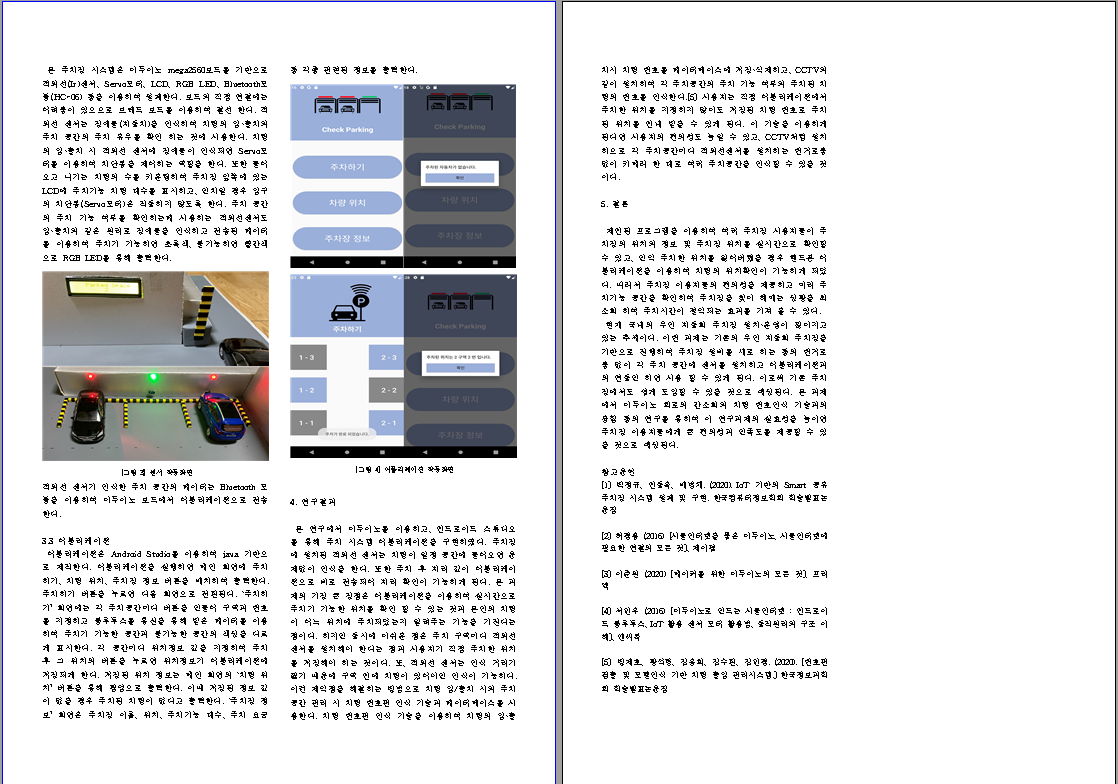 본 주차장 시스템은 아두이노 mega2560보드를 기반으로
적외선(Ir)센서, Servo모터, LCD, RGB LED, Bluetooth모
듈(HC-06) 등을 이용하여 설계한다. 보드의 직접 연결에는
어려움이 있으므로 브레드 보드를 이용하여 결선 한다. 적
외선 센서는 장애물(자동차)을 인식하여 차량의 입·출차와
주차 공간의 주차 유무를 확인 하는 것에 사용한다. 차량
의 입·출차 시 적외선 센서에 장애물이 인식되면 Servo모
터를 이용하여 차단봉을 제어하는 역할을 한다. 또한 들어
오고 나가는 차량의 수를 카운팅하여 주차장 입쪽에 있는
LCD에 주차가능 차량 대수를 표시하고, 만차일 경우 입구
의 차단봉(Servo모터)은 작동하지 않도록 한다. 주차 공간
의 주차 가능 여부를 확인하는데 사용하는 적외선센서도
입·출차와 같은 원리로 장애물을 인식하고 전송된 데이터
를 이용하여 주차가 가능하면 초록색, 불가능하면 빨간색
으로 RGB LED를 통해 출력한다.
[그림 3] 센서 작동화면
적외선 센서가 인식한 주차 공간의 데이터는 Bluetooth 모
듈을 이용하여 아두이노 보드에서 어플리케이션으로 전송
한다.
3.3 어플리케이션
어플리케이션은 Android Studio를 이용하여 java 기반으
로 제작한다. 어플리케이션을 실행하면 메인 화면에 주차
하기, 차량 위치, 주차장 정보 버튼을 배치하여 출력한다.
주차하기 버튼을 누르면 다음 화면으로 전환된다. '주차하
기' 화면에는 각 주차공간마다 버튼을 만들어 구역과 번호
를 지정하고 블루투스를 통신을 통해 받은 데이터를 이용
하여 주차가 가능한 공간과 불가능한 공간의 색상을 다르
게 표시한다. 각 공간마다 위치정보 값을 지정하여 주차
후 그 위치의 버튼을 누르면 위치정보가 어플리케이션에
저장되게 한다. 저장된 위치 정보는 메인 화면의 '차량 위
치' 버튼을 통해 팝업으로 출력한다. 이때 저장된 정보 값
이 없을 경우 주차된 차량이 없다고 출력한다. '주차장 정
보' 화면은 주차장 이름, 위치, 주차가능 대수, 주차 요금
등 각종 관련된 정보를 출력한다.
Check Parking
주차하기
차량 위치
주차장 정보
Check Parking
주차된 자동차가 없습니다.
확인
차량 위치
주차장 정보
주차하기
1 - 3
2 - 3
1 - 2
2 - 2
1 - 1
2 - 1
주차가 완료 되었습니다.
Check Parking
주차된 위치는 2 구역 2 번 입니다.
확인
차량 위치
주차장 정보
[그림 4] 어플리케이션 작동화면
4. 연구결과
본 연구에서 아두이노를 이용하고, 안드로이드 스튜디오
를 통해 주차 시스템 어플리케이션을 구현하였다. 주차장
에 설치된 적외선 센서는 차량이 일정 공간에 들어오면 문
제없이 인식을 한다. 또한 주차 후 자리 값이 어플리케이
션으로 바로 전송되어 자리 확인이 가능하게 된다. 본 과
제의 가장 큰 장점은 어플리케이션을 이용하여 실시간으로
주차가 가능한 위치를 확인 할 수 있는 것과 본인의 차량
이 어느 위치에 주차되었는지 알려주는 기능을 가진다는
점이다. 하지만 동시에 아쉬운 점은 주차 구역마다 적외선
센서를 설치해야 한다는 점과 사용자가 직접 주차한 위치
를 저장해야 하는 것이다. 또, 적외선 센서는 인식 거리가
짧기 때문에 구역 안에 차량이 있어야만 인식이 가능하다.
이런 제약점을 해결하는 방법으로 차량 입/출차 시와 주차
공간 관리 시 차량 번호판 인식 기술과 데이터베이스를 사
용한다. 차량 번호판 인식 기술을 이용하여 차량의 입·출
차시 차량 번호를 데이터베이스에 저장·삭제하고, CCTV와
같이 설치하여 각 주차공간의 주차 가능 여부와 주차된 차
량의 번호를 인식한다.[5] 사용자는 직접 어플리케이션에서
주차한 위치를 지정하지 않아도 저장된 차량 번호로 주차
된 위치를 안내 받을 수 있게 된다. 이 기술을 이용하게
된다면 사용자의 편의성도 높일 수 있고, CCTV처럼 설치
하므로 각 주차공간마다 적외선센서를 설치하는 번거로움
없이 카메라 한 대로 여러 주차공간을 인식할 수 있을 것
이다.
5. 결론
제안된 프로그램을 이용하여 여러 주차장 사용자들이 주
차장의 위치와 정보 및 주차장 위치를 실시간으로 확인할
수 있고, 만약 주차한 위치를 잃어버렸을 경우 핸드폰 어
플리케이션을 이용하여 차량의 위치확인이 가능하게 되었
다. 따라서 주차장 이용자들의 편의성을 제공하고 미리 주
차가능 공간을 확인하여 주차장을 찾아 헤매는 상황을 최
소화 하여 주차시간이 절약되는 효과를 가져 올 수 있다.
현재 국내의 무인 자동화 주차장 설치·운영이 많아지고
있는 추세이다. 이번 과제는 기존의 무인 자동화 주차장을
기반으로 진행하여 주차장 설비를 새로 하는 등의 번거로
움 없이 각 주차 공간에 센서를 설치하고 어플리케이션과
의 연동만 하면 사용 할 수 있게 된다. 이로써 기존 주차
장에서도 쉽게 도입할 수 있을 것으로 예상된다. 본 과제
에서 아두이노 회로의 간소화와 차량 번호인식 기술과의
융합 등의 연구를 통하여 이 연구과제의 실효성을 높이면
주차장 이용자들에게 큰 편의성과 만족도를 제공할 수 있
을 것으로 예상된다.
참고문헌
[1] 박정규, 안중욱, 배병채. (2020). IoT 기반의 Smart 공유
주차장 시스템 설계 및 구현. 한국컴퓨터정보학회 학술발표논
문집
[2] 허경용 (2016) [사물인터넷을 품은 아두이노, 사물인터넷에
필요한 연결의 모든 것], 제이펍
[3] 이준원 (2020) [메이커를 위한 아두이노의 모든 것], 프리
렉
[4] 서민우 (2016) [아두이노로 만드는 사물인터넷 : 안드로이
드 블루투스, IoT 활용 센서 모터 활용법, 동작원리와 구조 이
해], 앤써북